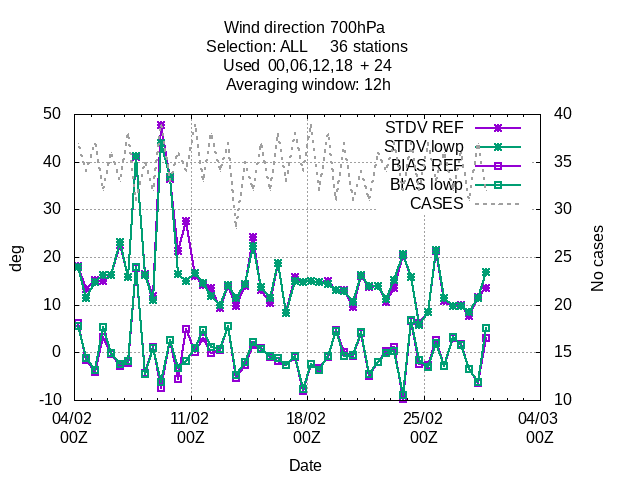 Wind direction 700hPa
Selection: ALL 36 stations
Used 00,06,12,18 + 24
Averaging window: 12h
50 40
STDV REF
40 STDV lowp 35
BIAS REF
BIAS lowp
30 CASES 30
deg
20 25
No cases
10 20
0 15
-10 10
04/02 11/02 18/02 25/02 04/03
00Z 00Z 00Z 00Z 00Z
Date